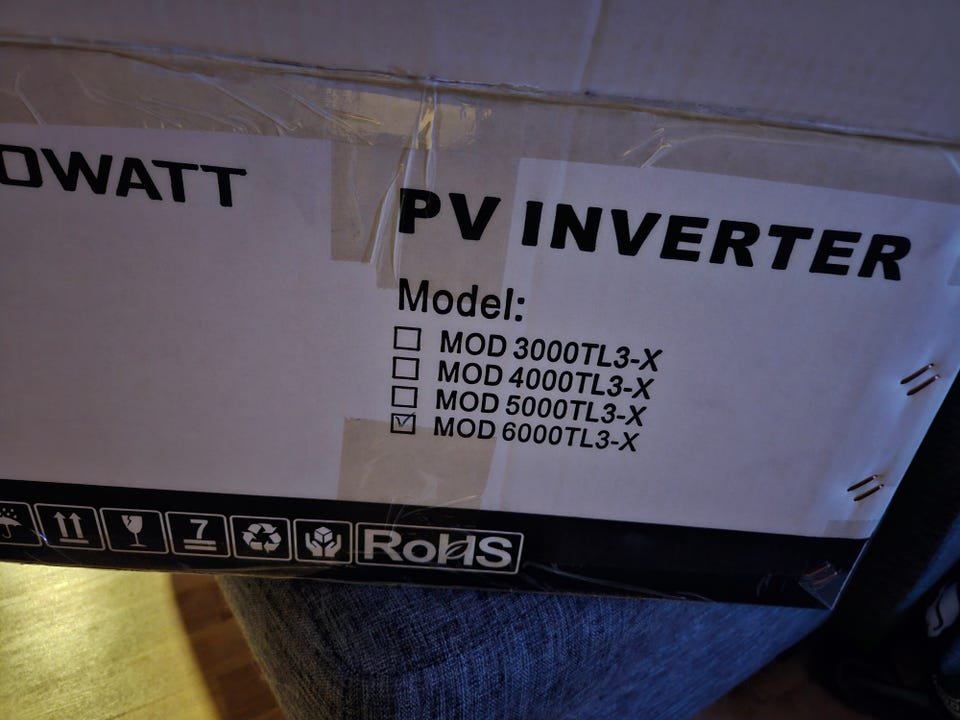 OWATT
PV INVERTER
Model:
MOD 3000TL3-X
MOD 4000TL3-X
MOD 5000TL3-X
MOD 6000TL3-X
7
RoHS